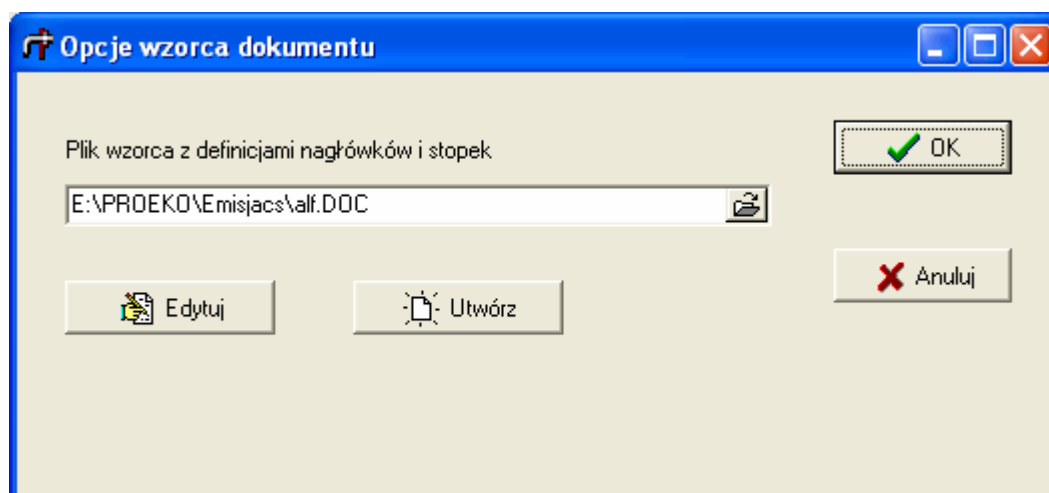 Opcje wzorca dokumentu
Plik wzorca z definicjami nagłówków i stopek
OK
E:\PROEKO\Emisjacs\alf.DOC
Anuluj
Edytuj
Utwórz